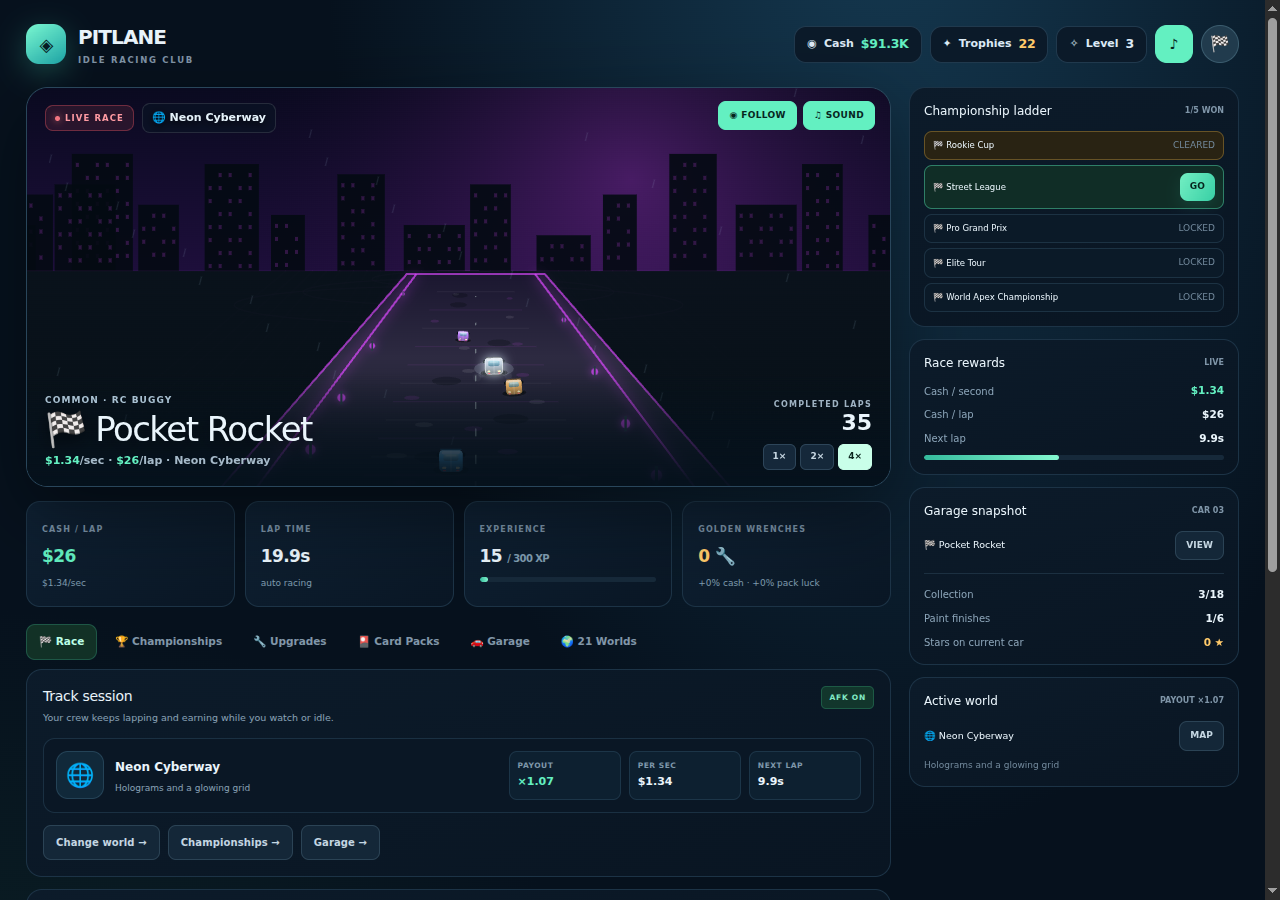 PITLANE
IDLE RACING CLUB
Cash $91.3K
Trophies 22
Level 3
LIVE RACE
Neon Cyberway
FOLLOW
SOUND
COMMON · RC BUGGY
Pocket Rocket
$1.34/sec · $26/lap · Neon Cyberway
COMPLETED LAPS
35
1× 2× 4×
CASH / LAP
$26
$1.34/sec
LAP TIME
19.9s
auto racing
EXPERIENCE
15 / 300 XP
GOLDEN WRENCHES
0
+0% cash · +0% pack luck
Race
Championships
Upgrades
Card Packs
Garage
21 Worlds
Track session
AFK ON
Your crew keeps lapping and earning while you watch or idle.
Neon Cyberway
Holograms and a glowing grid
PAYOUT
×1.07
PER SEC
$1.34
NEXT LAP
9.9s
Change world →
Championships →
Garage →
Championship ladder
1/5 WON
Rookie Cup CLEARED
Street League GO
Pro Grand Prix LOCKED
Elite Tour LOCKED
World Apex Championship LOCKED
Race rewards
LIVE
Cash / second $1.34
Cash / lap $26
Next lap 9.9s
Garage snapshot
CAR 03
Pocket Rocket VIEW
Collection 3/18
Paint finishes 1/6
Stars on current car 0 ★
Active world
PAYOUT ×1.07
Neon Cyberway MAP
Holograms and a glowing grid